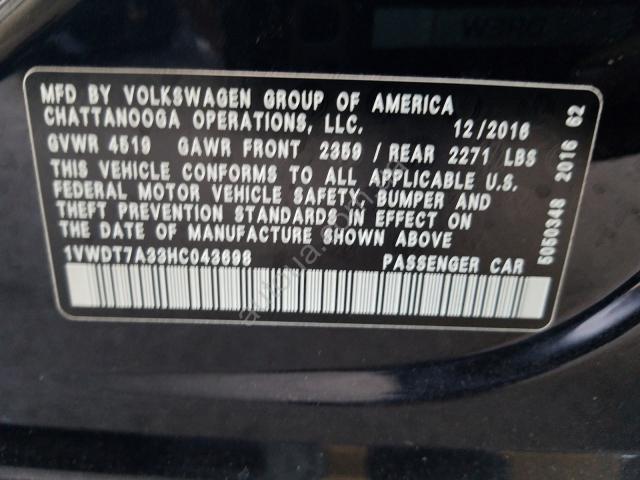 MFD BY VOLKSWAGEN GROUP OF AMERICA
CHATTANOOGA OPERATIONS, LLC. 12/2016
GVWR 4519 GAWR FRONT 2359 / REAR 2271 LBS
THIS VEHICLE CONFORMS TO ALL APPLICABLE U.S.
FEDERAL MOTOR VEHICLE SAFETY, BUMPER AND
THEFT PREVENTION STANDARDS IN EFFECT ON
THE DATE OF MANUFACTURE SHOWN ABOVE
1VWDT7A33HC043698 PASSENGER CAR
5050348 2016 62